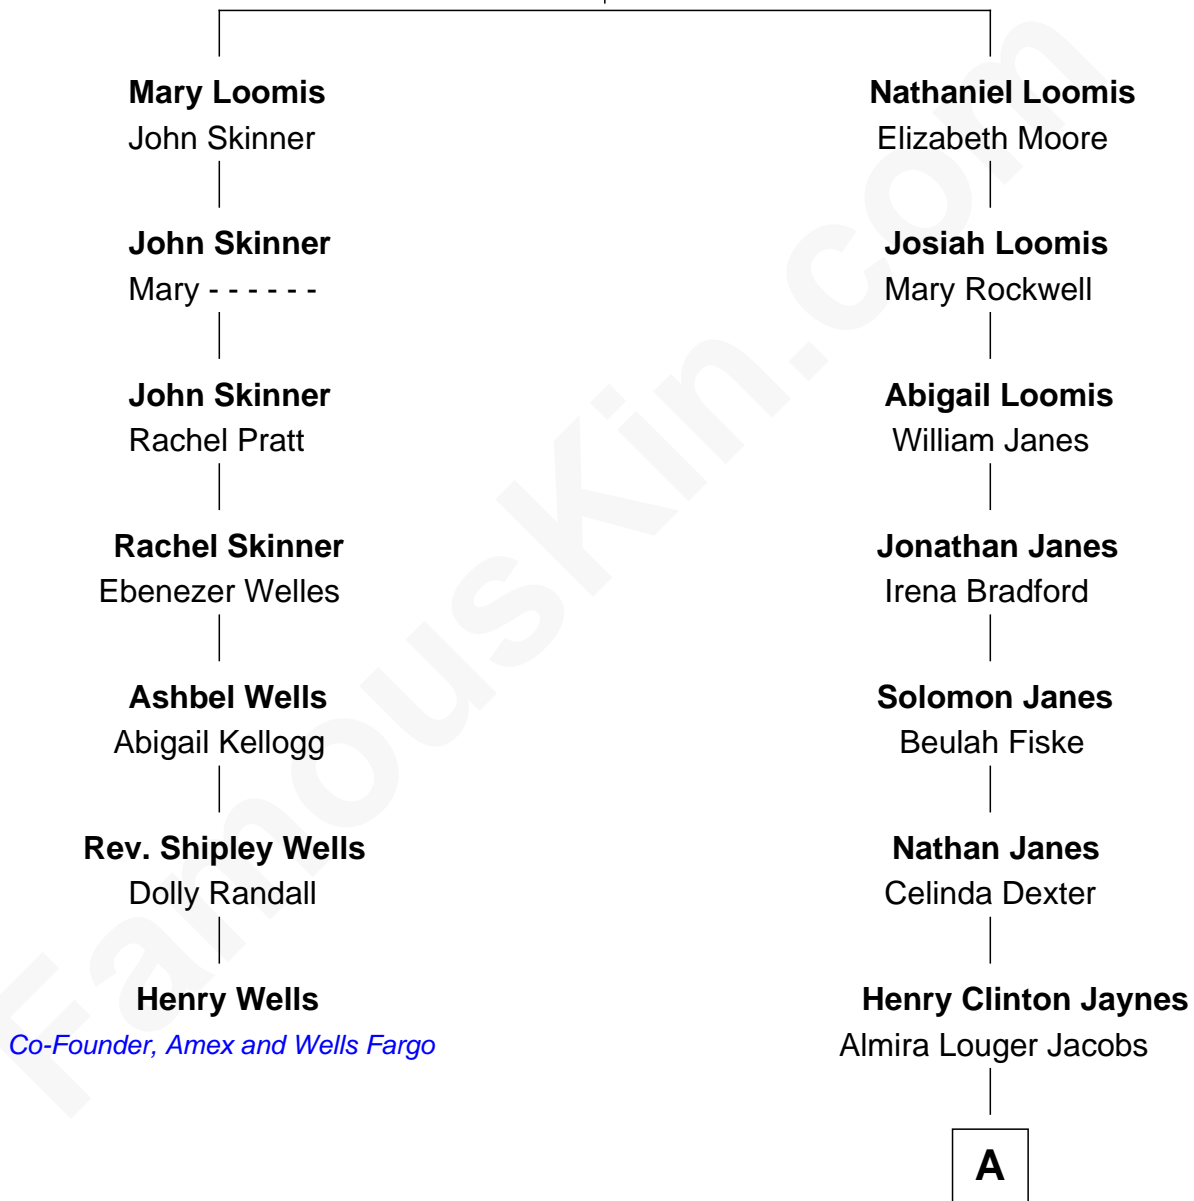 Mary Loomis
John Skinner
Nathaniel Loomis
Elizabeth Moore
John Skinner
Mary - - - - - -
Josiah Loomis
Mary Rockwell
John Skinner
Rachel Pratt
Abigail Loomis
William Janes
Rachel Skinner
Ebenezer Welles
Jonathan Janes
Irena Bradford
Ashbel Wells
Abigail Kellogg
Solomon Janes
Beulah Fiske
Rev. Shipley Wells
Dolly Randall
Nathan Janes
Celinda Dexter
Henry Wells
Co-Founder, Amex and Wells Fargo
Henry Clinton Jaynes
Almira Louger Jacobs
A
FamousKin.com